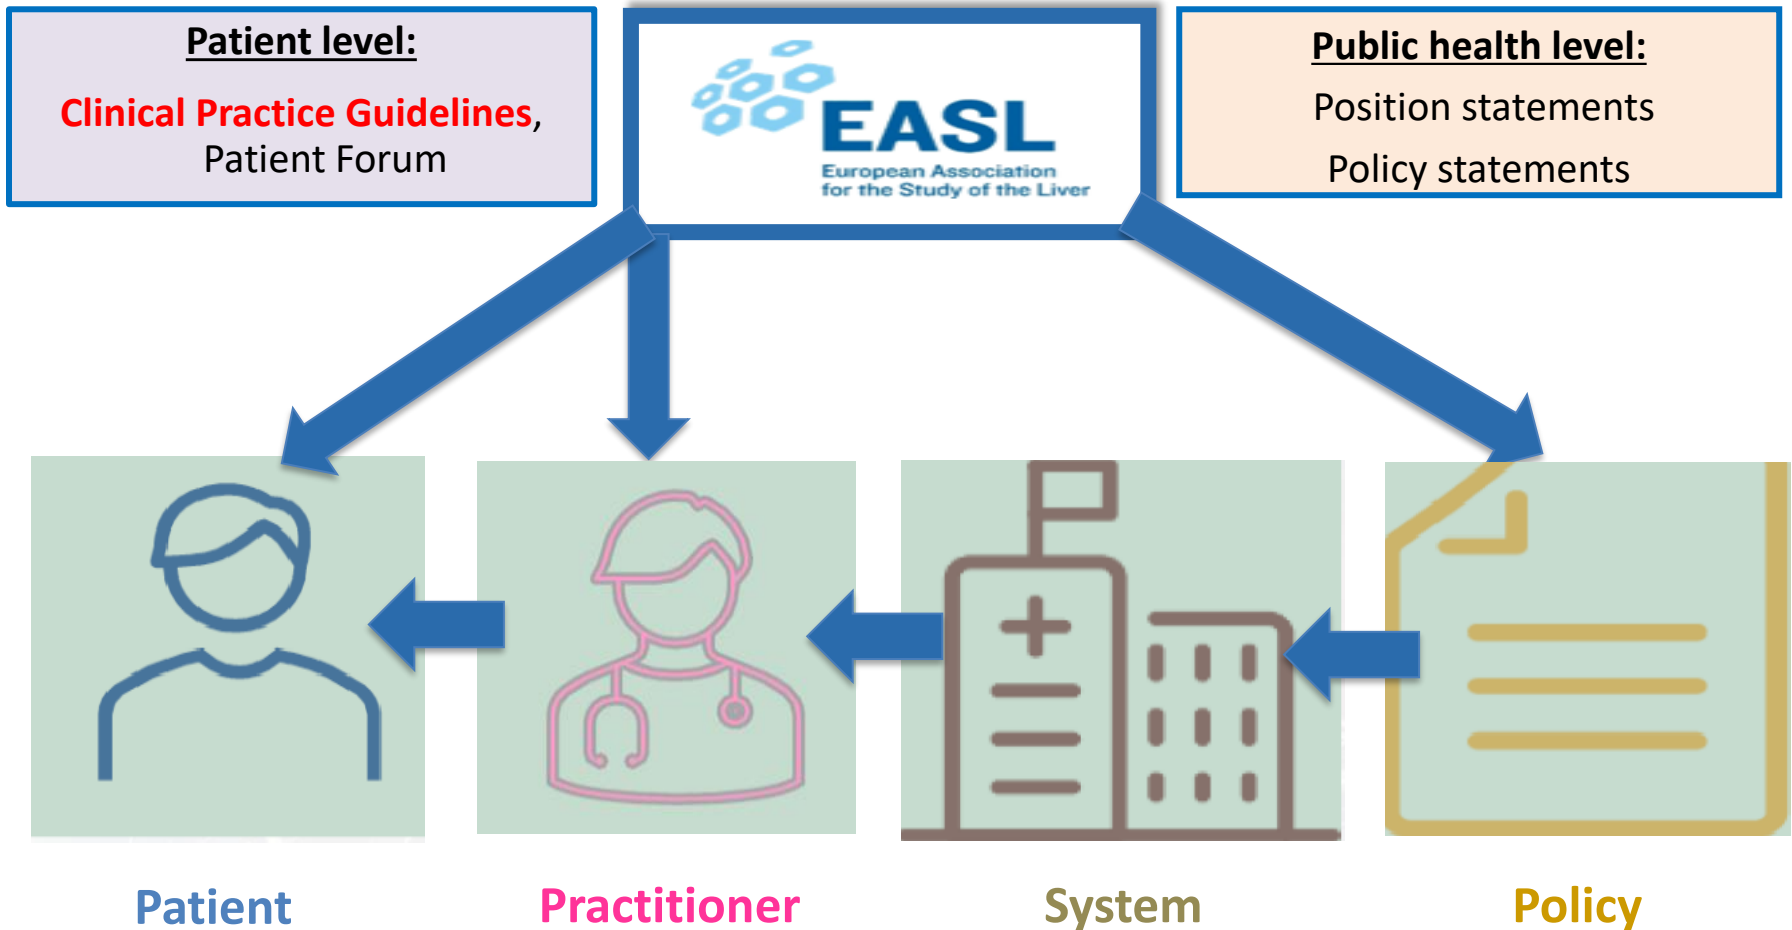 Patient level:
Clinical Practice Guidelines,
Patient Forum
EASL
European Association
for the Study of the Liver
Public health level:
Position statements
Policy statements
Patient
Practitioner
System
Policy